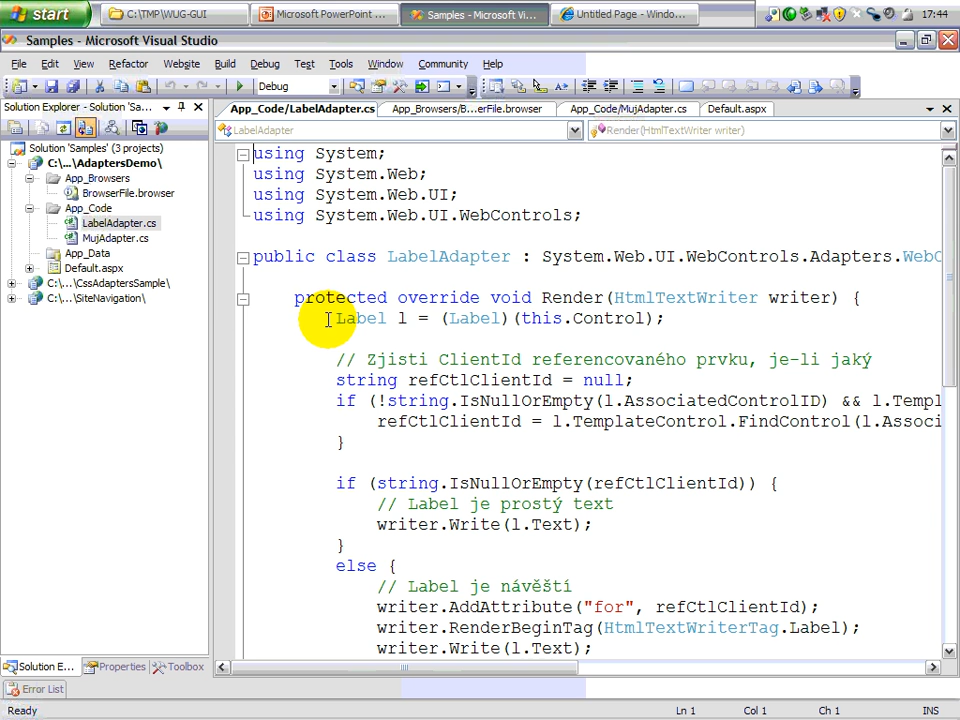 start
C:\TMP\WUG-GUI
Microsoft PowerPoint ...
Samples - Microsoft Vi...
Untitled Page - Windo...
17:44
Samples - Microsoft Visual Studio
File Edit View Refactor Website Build Debug Test Tools Window Community Help
Debug
Solution Explorer - Solution 'Sa...
App_Code/LabelAdapter.cs App_Browsers/B...erFile.browser App_Code/MujAdapter.cs Default.aspx
LabelAdapter Render(HtmlTextWriter writer)
Solution 'Samples' (3 projects)
C:\...\AdaptersDemo\
App_Browsers
BrowserFile.browser
App_Code
LabelAdapter.cs
MujAdapter.cs
App_Data
Default.aspx
C:\...\CssAdaptersSample\
C:\...\SiteNavigation\
using System;
using System.Web;
using System.Web.UI;
using System.Web.UI.WebControls;
public class LabelAdapter : System.Web.UI.WebControls.Adapters.WebC
protected override void Render(HtmlTextWriter writer) {
Label l = (Label)(this.Control);
// Zjisti ClientId referencovaného prvku, je-li jaký
string refCtlClientId = null;
if (!string.IsNullOrEmpty(l.AssociatedControlID) && l.Templ
refCtlClientId = l.TemplateControl.FindControl(l.Associ
}
if (string.IsNullOrEmpty(refCtlClientId)) {
// Label je prostý text
writer.Write(l.Text);
}
else {
// Label je návěští
writer.AddAttribute("for", refCtlClientId);
writer.RenderBeginTag(HtmlTextWriterTag.Label);
writer.Write(l.Text);
Solution E... Properties Toolbox
Error List
Ready Ln 1 Col 1 Ch 1 INS